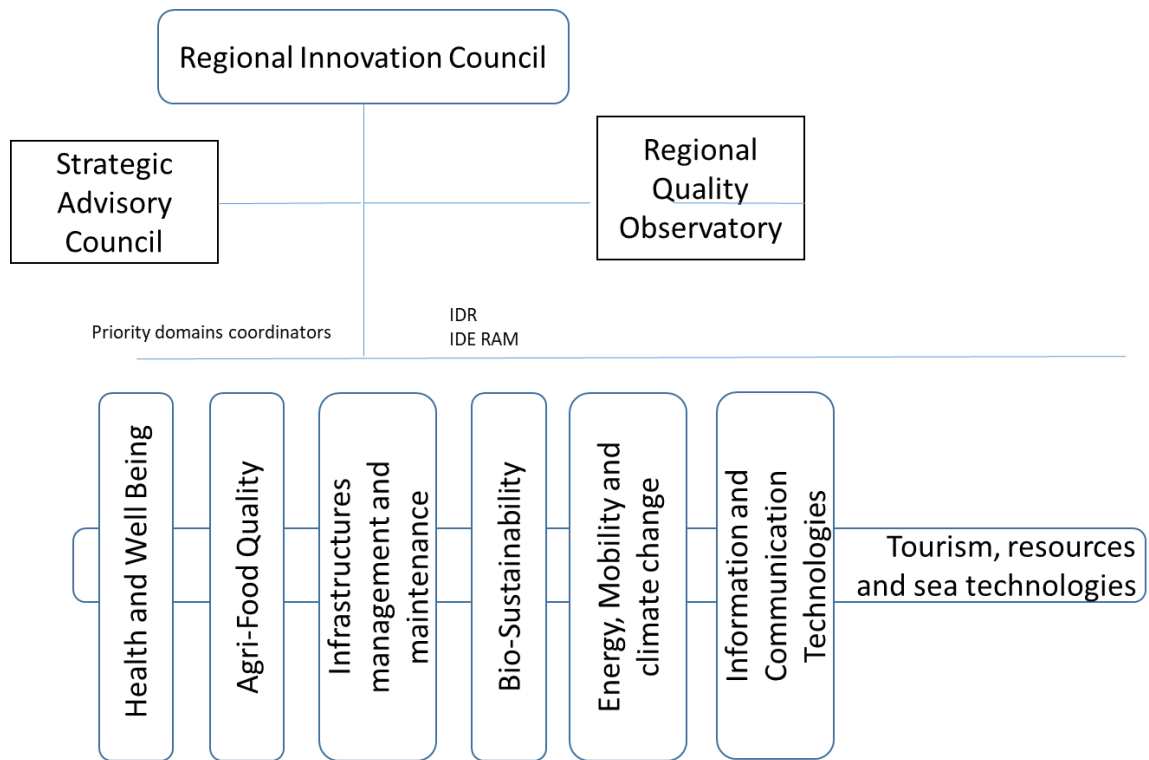 Regional Innovation Council
Strategic
Advisory
Council
Regional
Quality
Observatory
Priority domains coordinators
IDR
IDE RAM
Health and Well Being
Agri-Food Quality
Infrastructures
management and
maintenance
Bio-Sustainability
Energy, Mobility and
climate change
Information and
Communication
Technologies
Tourism, resources
and sea technologies